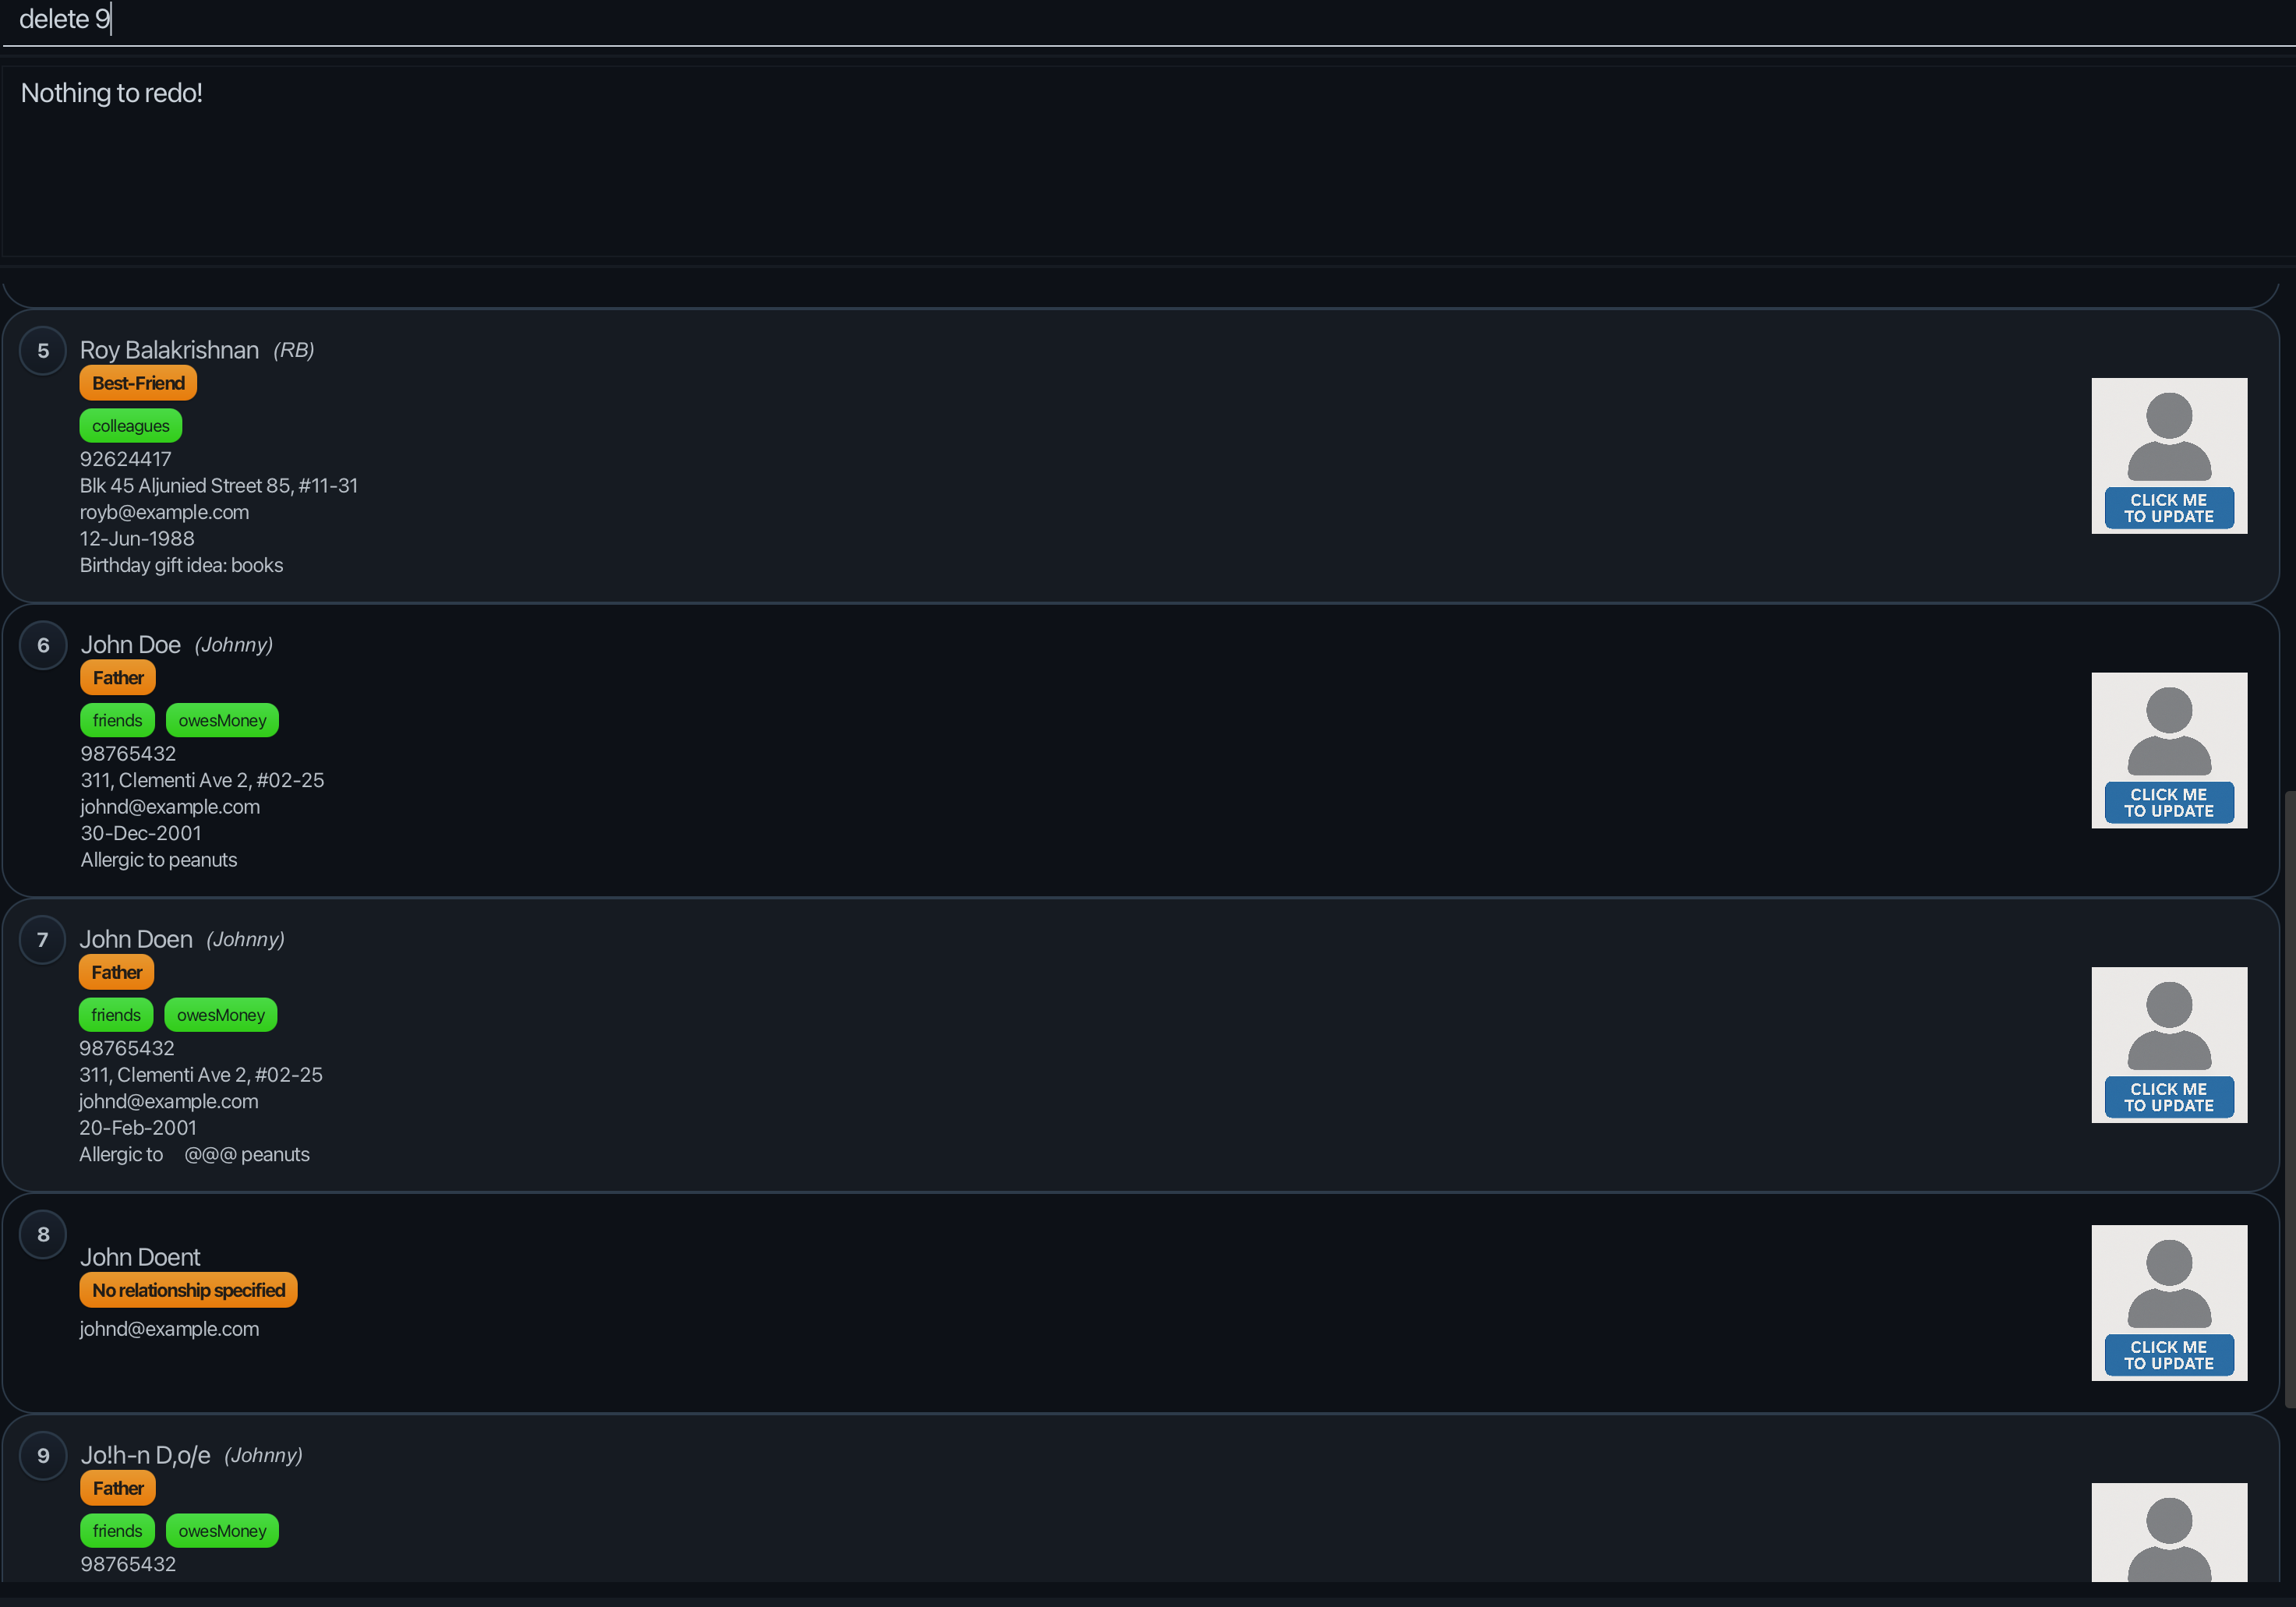 delete 9
Nothing to redo!
5 Roy Balakrishnan (RB)
Best-Friend
colleagues
92624417
Blk 45 Aljunied Street 85, #11-31
royb@example.com
12-Jun-1988
Birthday gift idea: books
CLICK ME
TO UPDATE
6 John Doe (Johnny)
Father
friends owesMoney
98765432
311, Clementi Ave 2, #02-25
johnd@example.com
30-Dec-2001
Allergic to peanuts
CLICK ME
TO UPDATE
7 John Doen (Johnny)
Father
friends owesMoney
98765432
311, Clementi Ave 2, #02-25
johnd@example.com
20-Feb-2001
Allergic to    @@@ peanuts
CLICK ME
TO UPDATE
8
John Doent
No relationship specified
johnd@example.com
CLICK ME
TO UPDATE
9 Jo!h-n D,o/e (Johnny)
Father
friends owesMoney
98765432